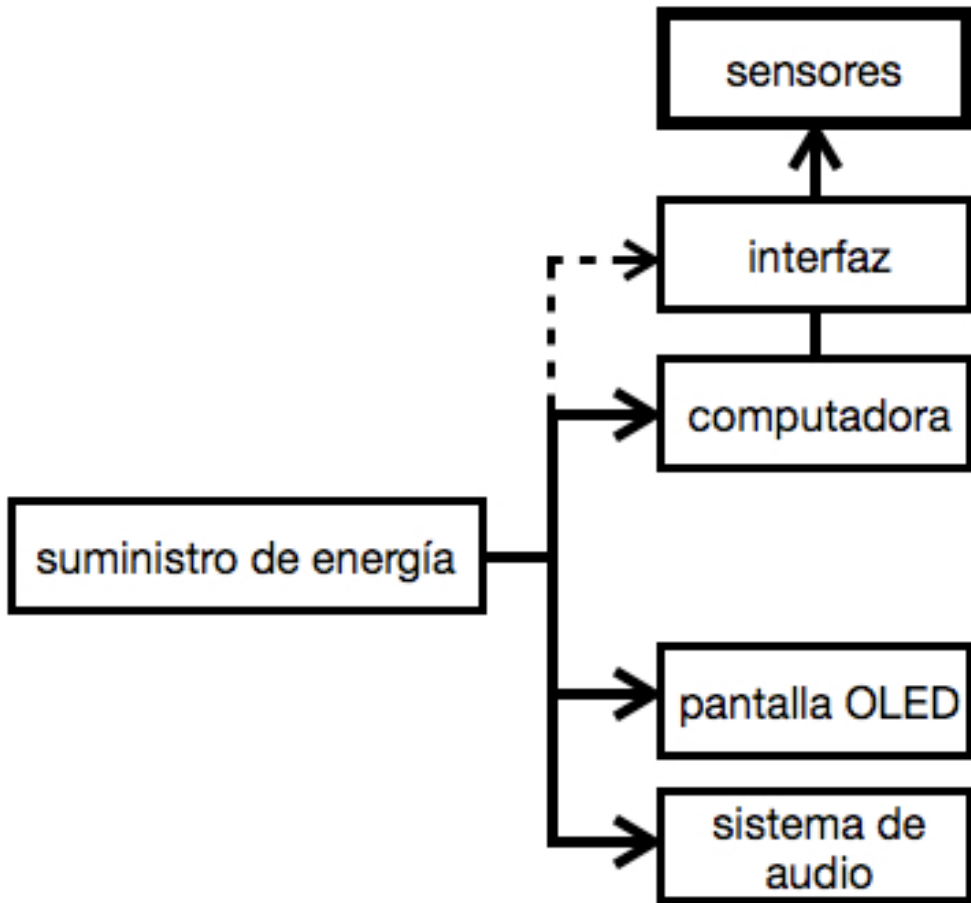 sensores
interfaz
computadora
suministro de energía
pantalla OLED
sistema de
audio